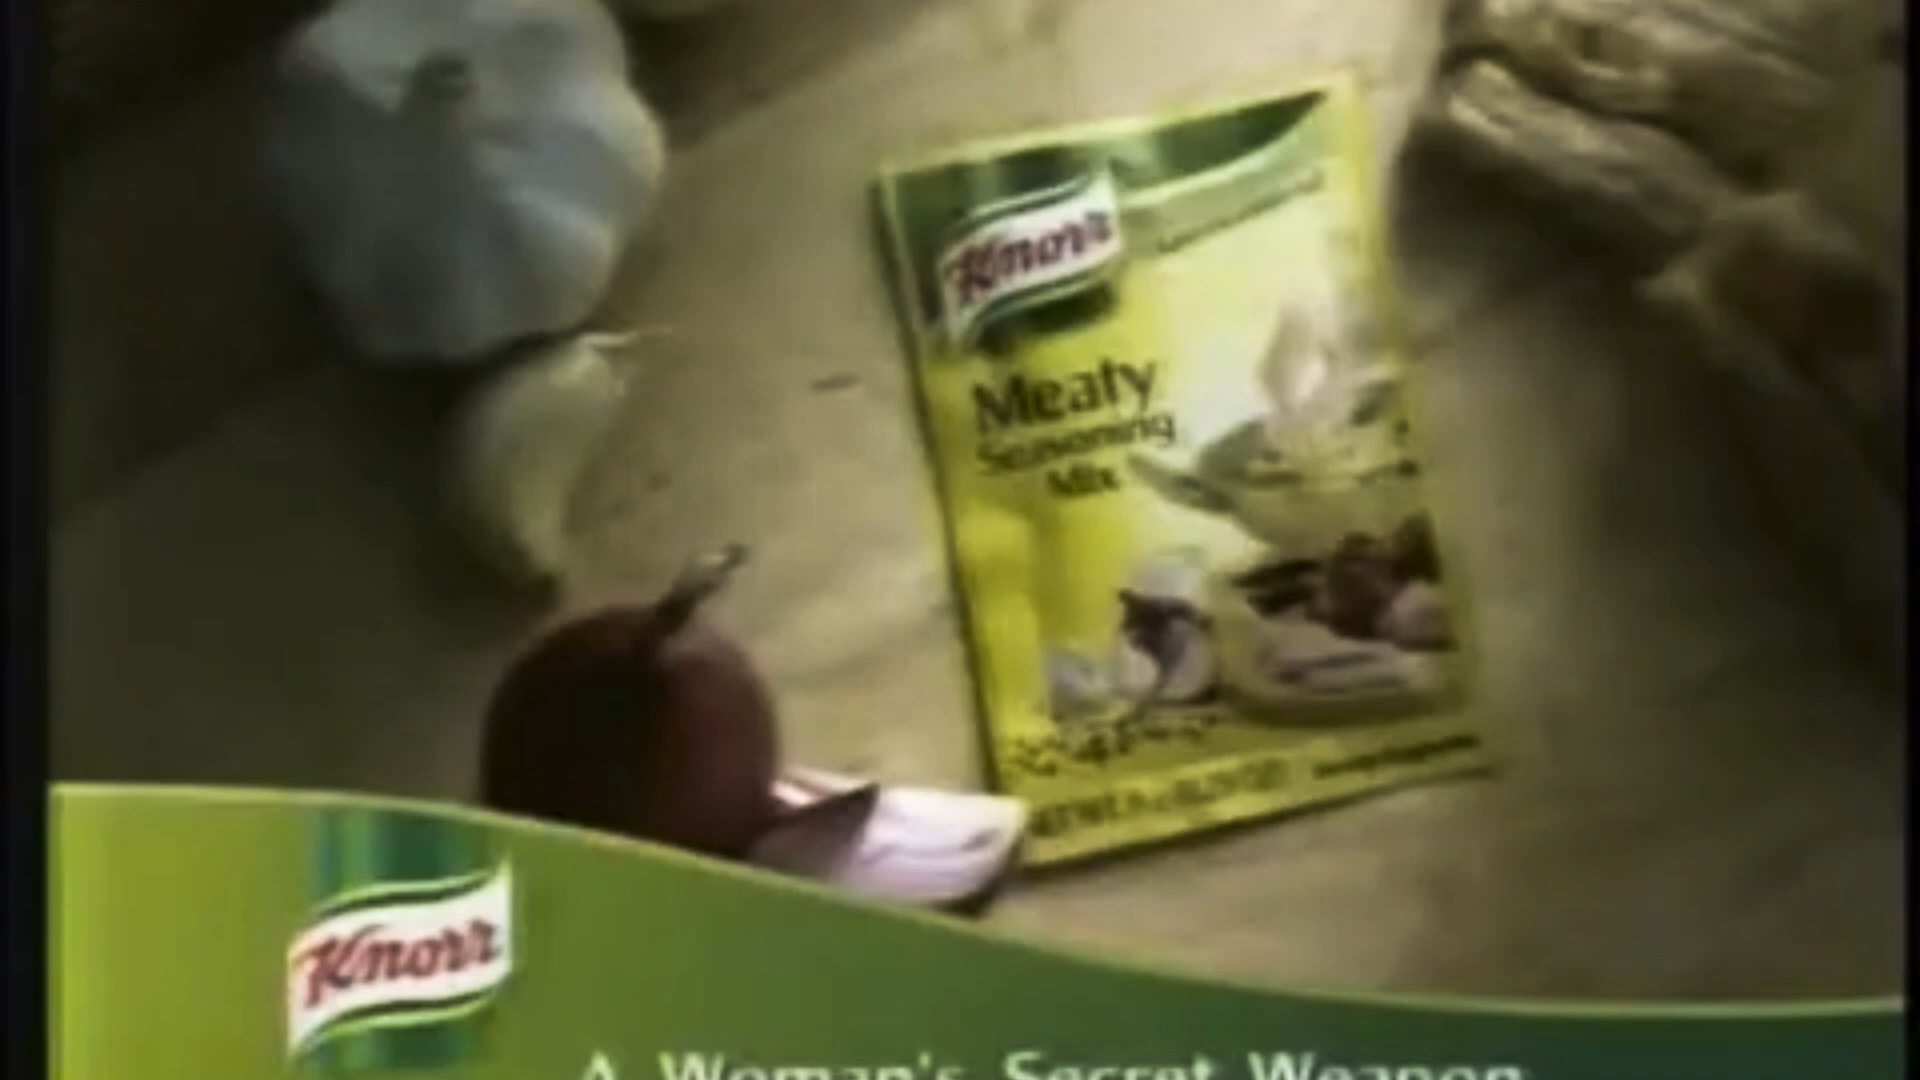 Knorr
Meaty
Seasoning
Mix
Knorr
A Woman's Secret Weapon